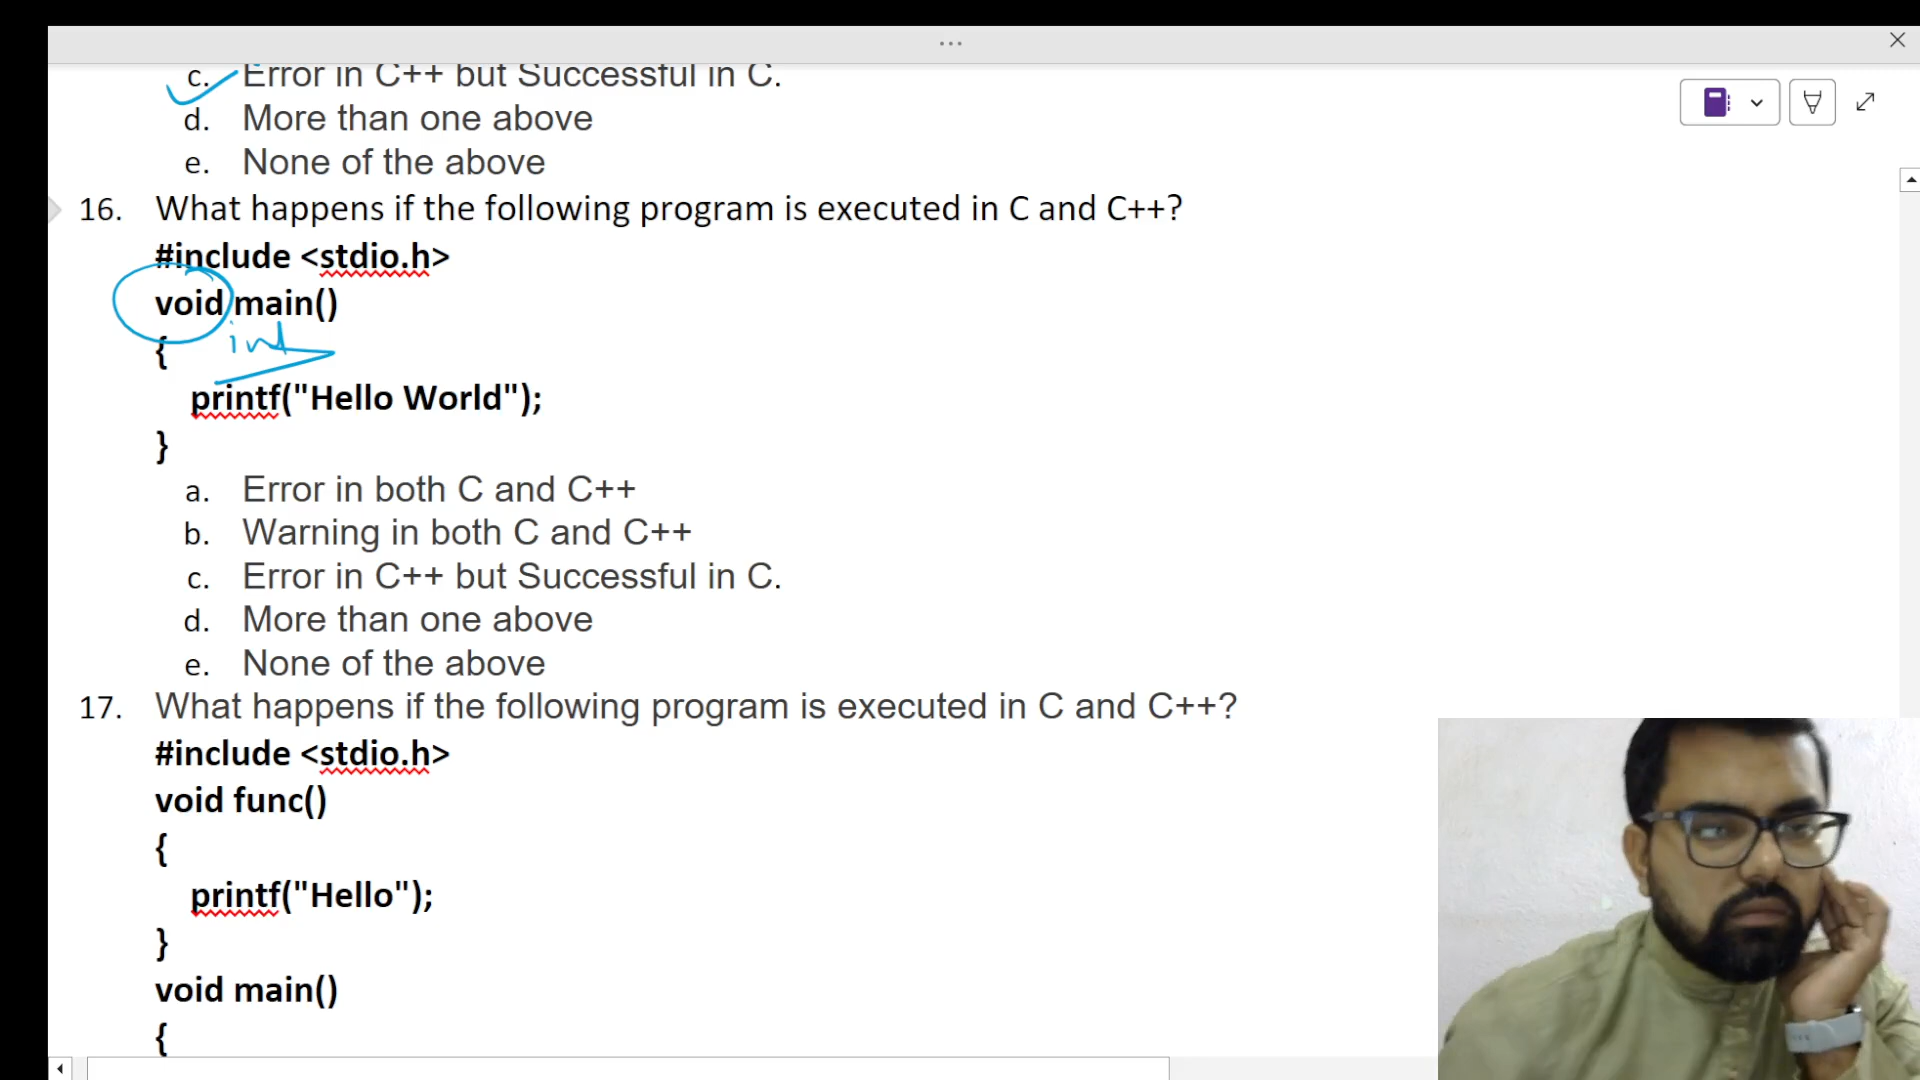 c. Error in C++ but Successful in C.
d. More than one above
e. None of the above
16. What happens if the following program is executed in C and C++?
#include <stdio.h>
void main()
{ int
printf("Hello World");
}
a. Error in both C and C++
b. Warning in both C and C++
c. Error in C++ but Successful in C.
d. More than one above
e. None of the above
17. What happens if the following program is executed in C and C++?
#include <stdio.h>
void func()
{
printf("Hello");
}
void main()
{